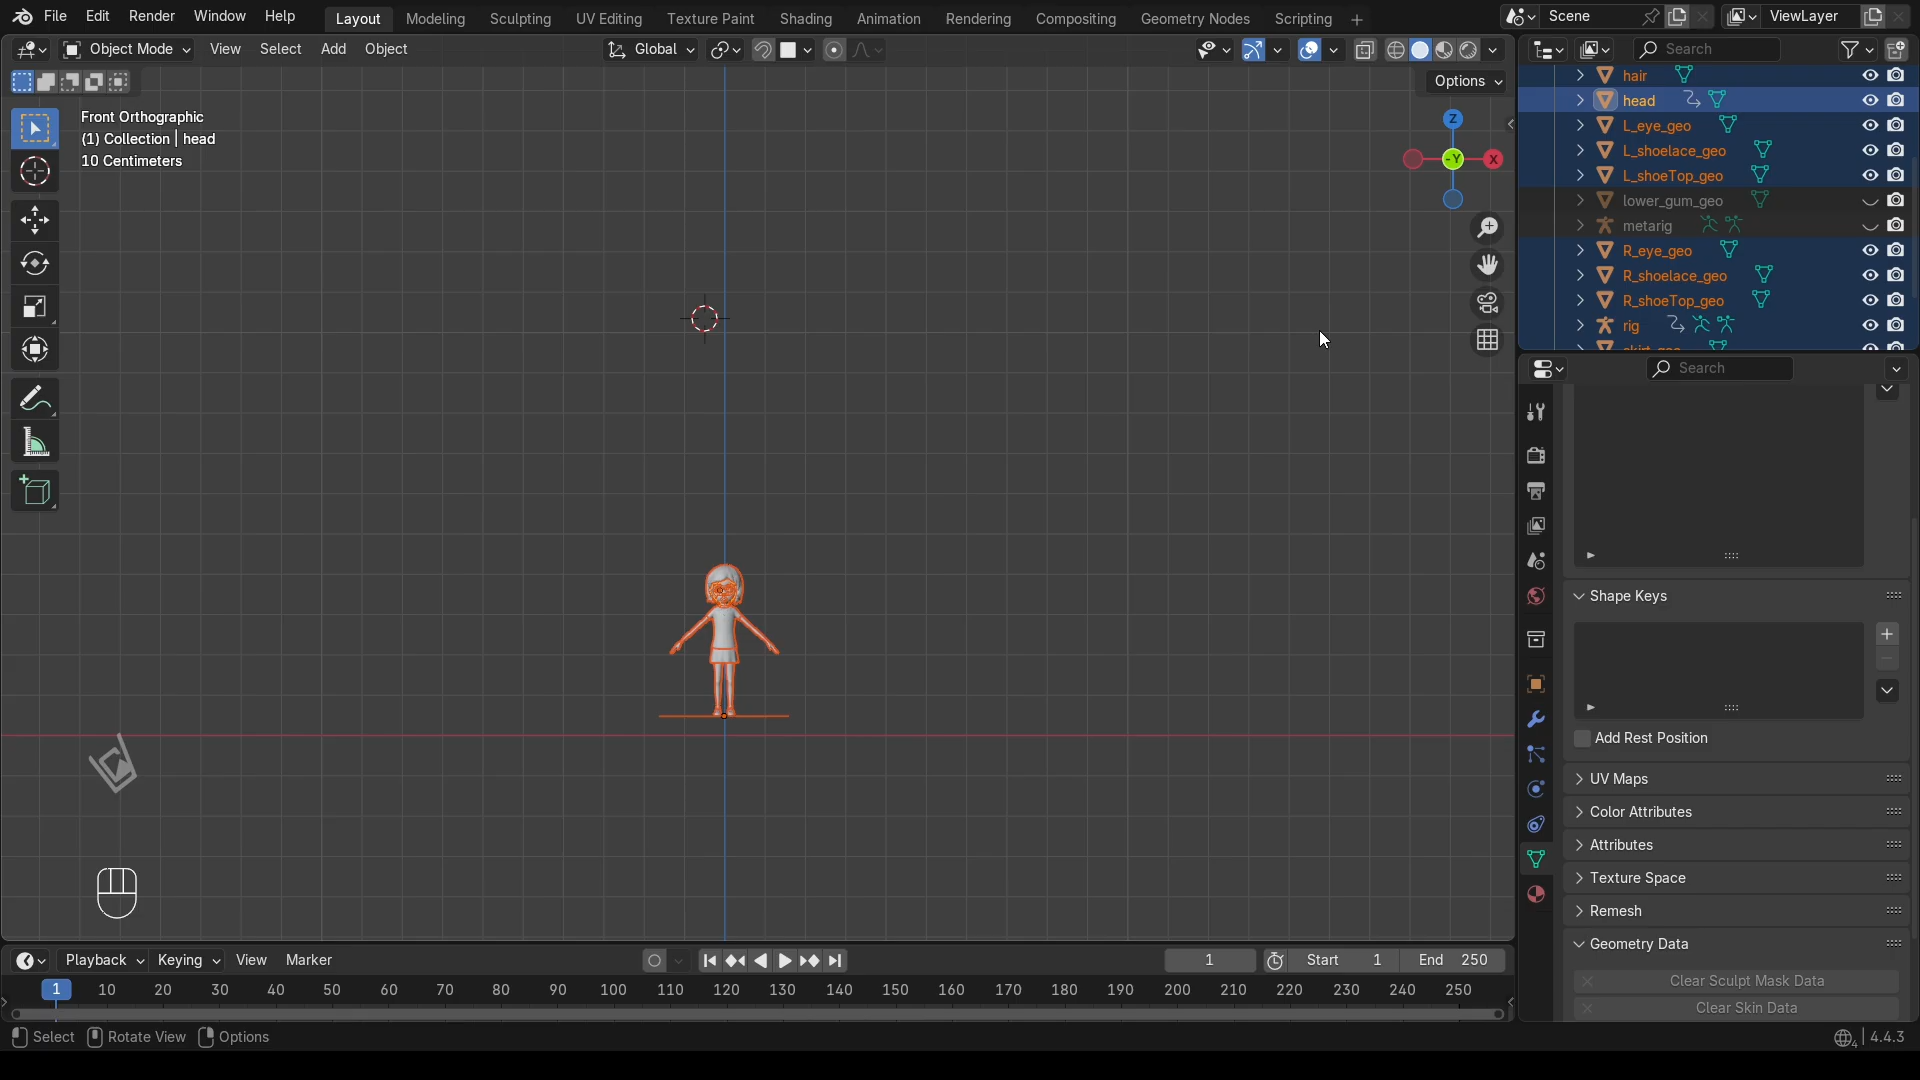 File Edit Render Window Help Layout Modeling Sculpting UV Editing Texture Paint Shading Animation Rendering Compositing Geometry Nodes Scripting Scene ViewLayer
Object Mode View Select Add Object Global Search
Options
Front Orthographic
(1) Collection | head
10 Centimeters
Z
-Y X
hair
head
L_eye_geo
L_shoelace_geo
L_shoeTop_geo
lower_gum_geo
metarig
R_eye_geo
R_shoelace_geo
R_shoeTop_geo
rig
skirt_geo
Search
Shape Keys
Add Rest Position
UV Maps
Color Attributes
Attributes
Texture Space
Remesh
Geometry Data
Clear Sculpt Mask Data
Clear Skin Data
Playback Keying View Marker 1 Start 1 End 250
1 10 20 30 40 50 60 70 80 90 100 110 120 130 140 150 160 170 180 190 200 210 220 230 240 250
Select Rotate View Options 4 4.4.3